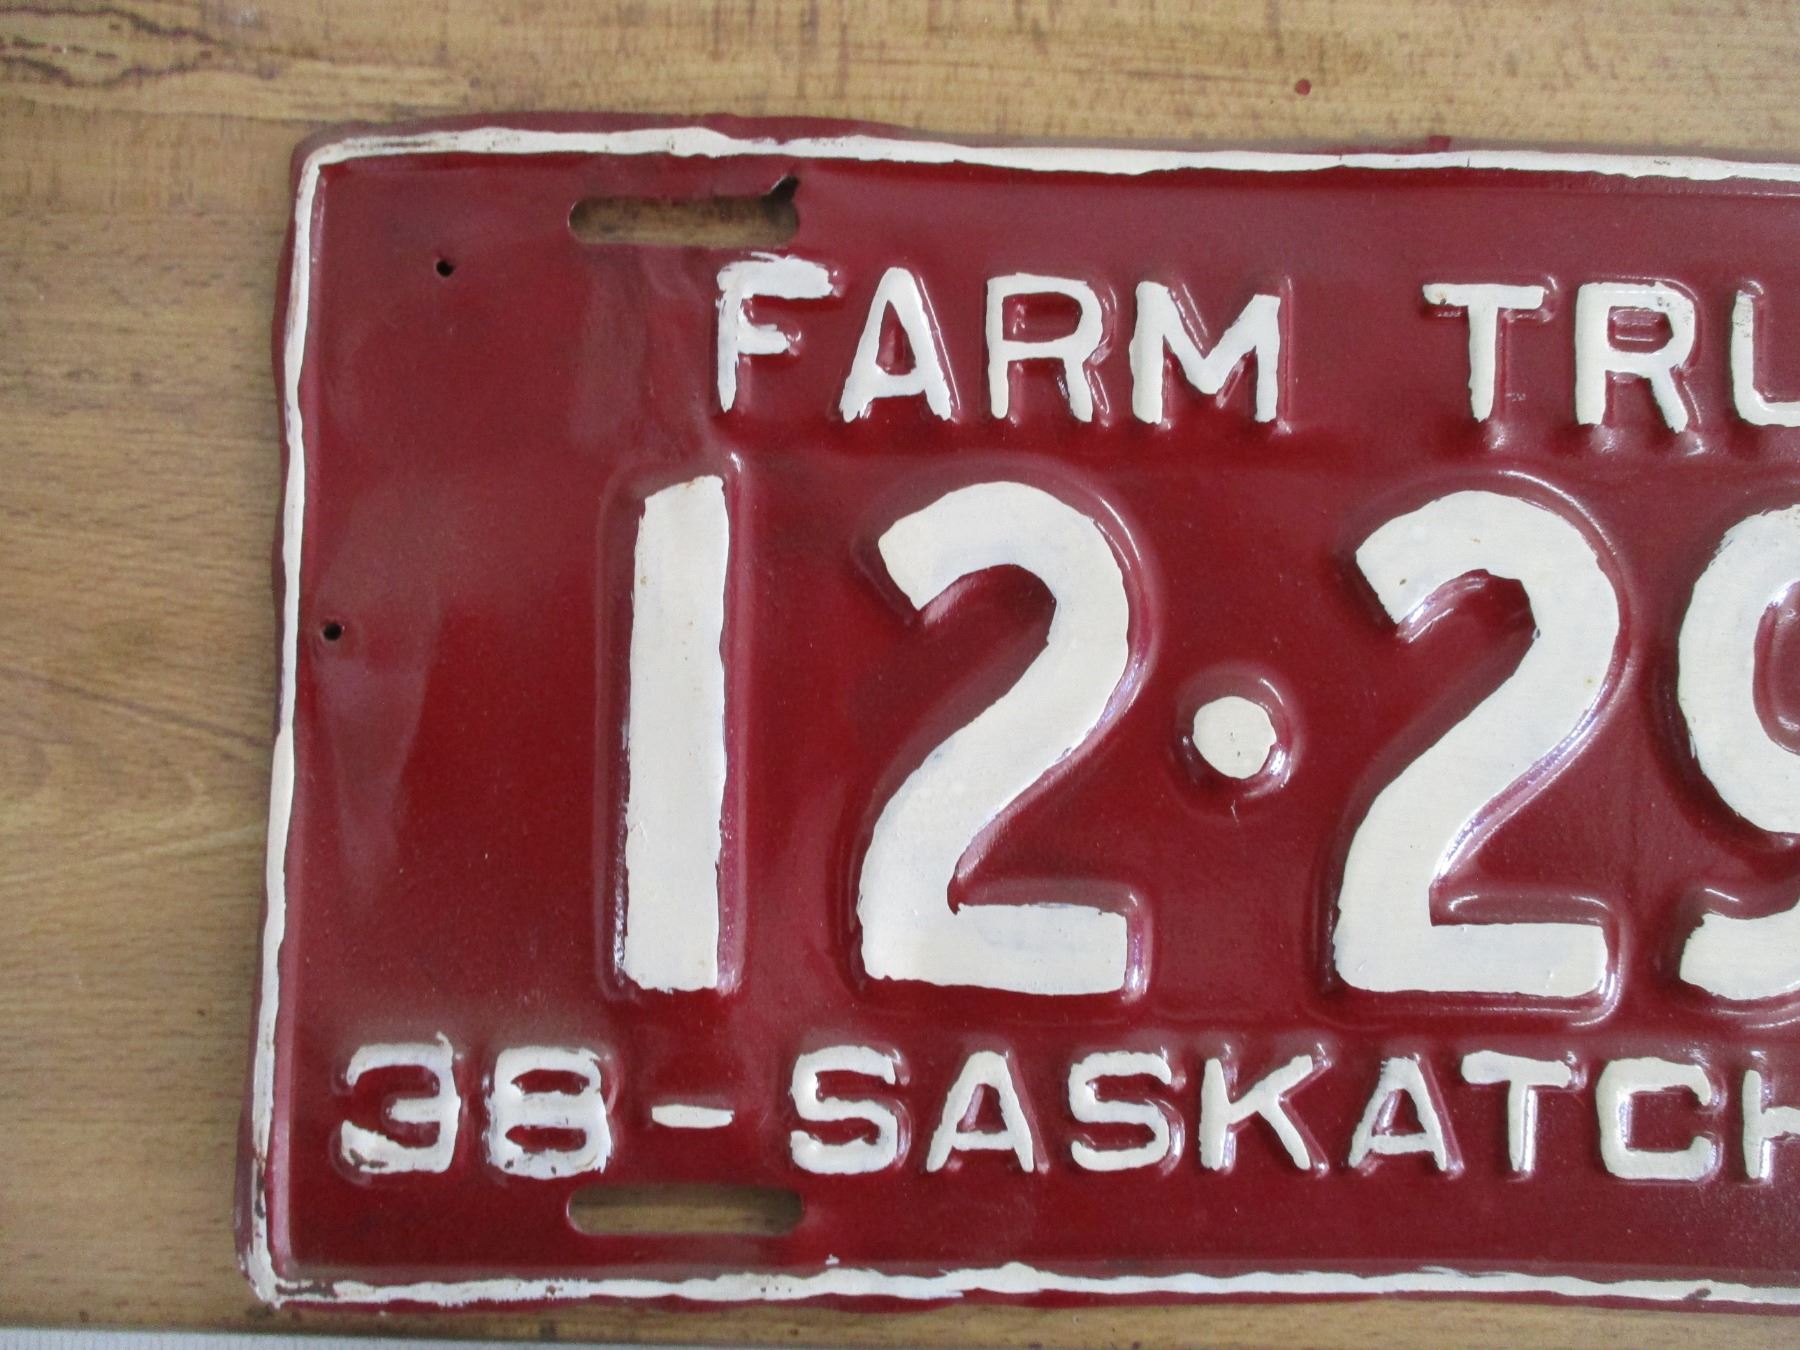 FARM TRU
12·29
38-SASKATCH